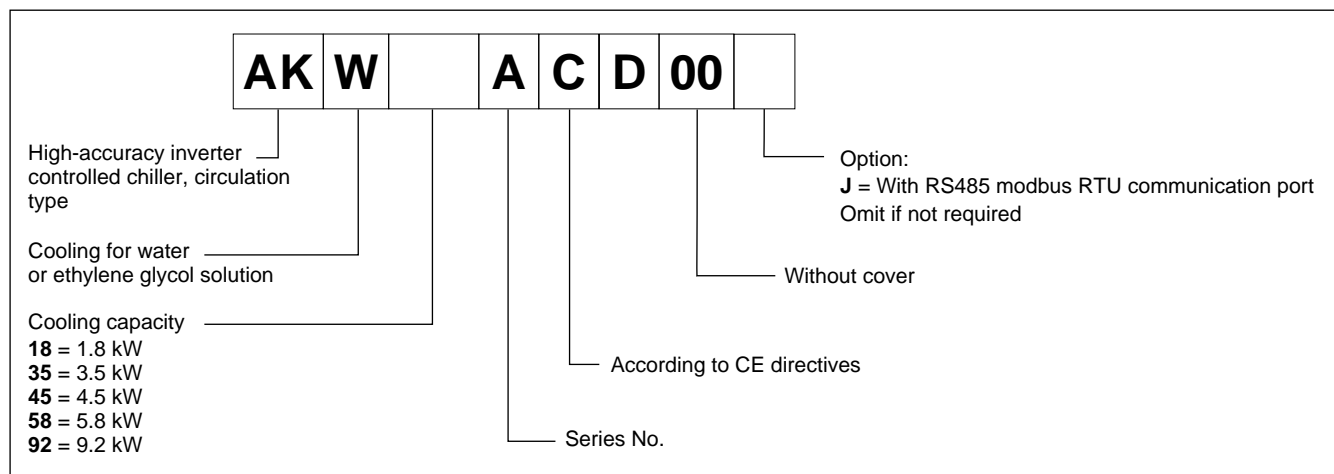 AK W A C D 00
High-accuracy inverter
controlled chiller, circulation
type
Cooling for water
or ethylene glycol solution
Cooling capacity
18 = 1.8 kW
35 = 3.5 kW
45 = 4.5 kW
58 = 5.8 kW
92 = 9.2 kW
Series No.
According to CE directives
Without cover
Option:
J = With RS485 modbus RTU communication port
Omit if not required